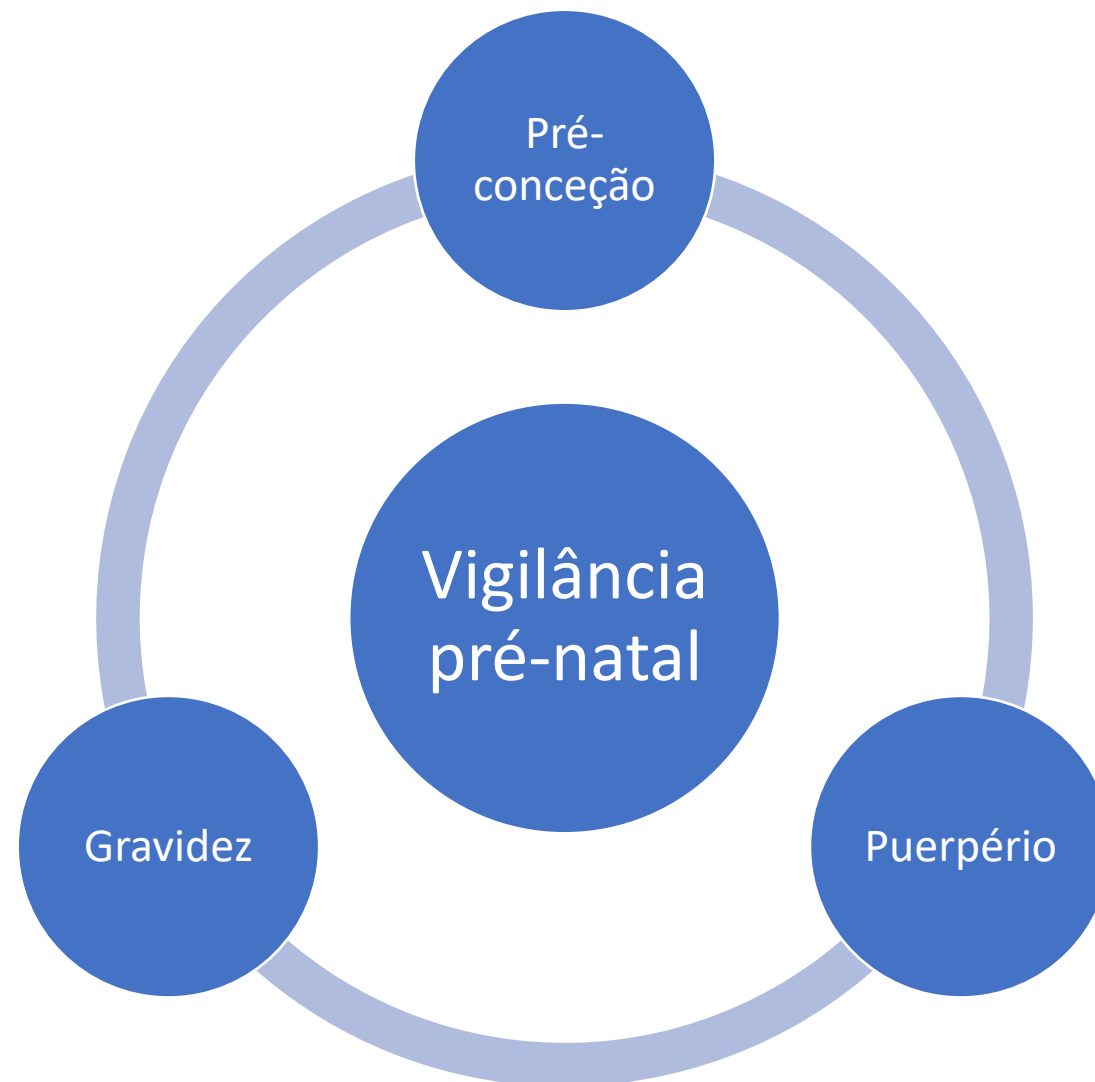 Pré-
conceção
Vigilância
pré-natal
Gravidez
Puerpério